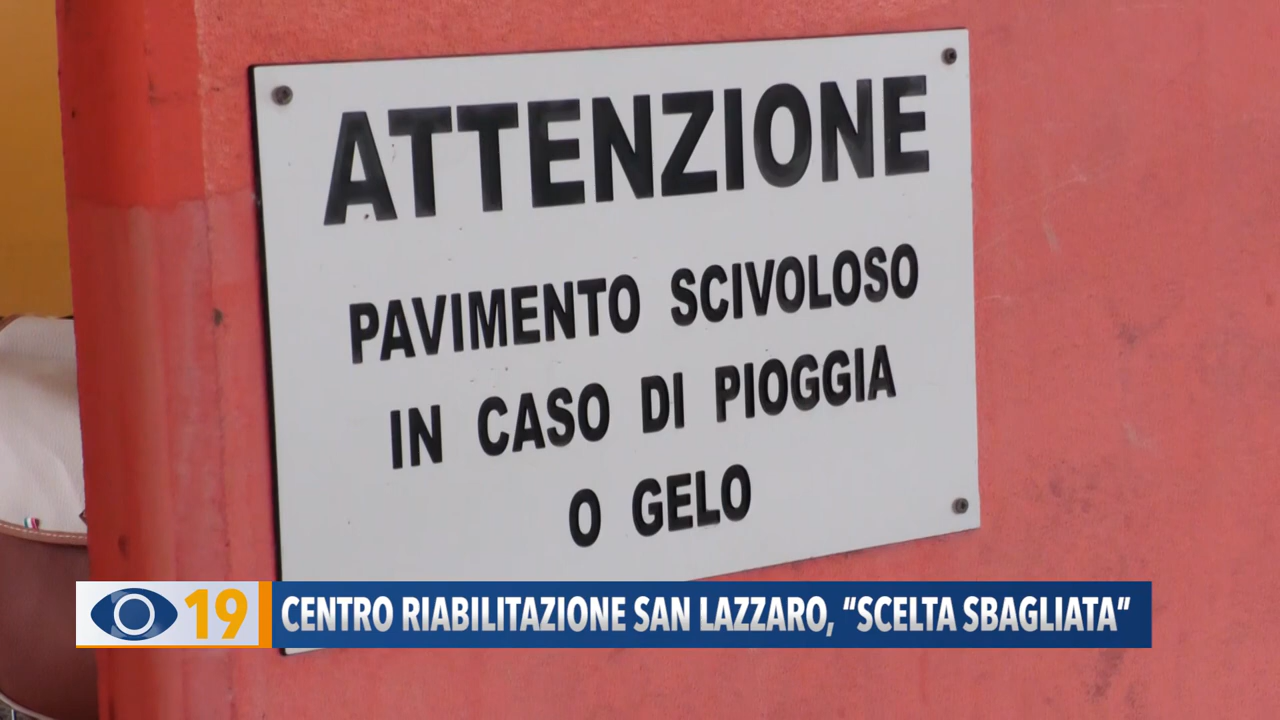 ATTENZIONE
PAVIMENTO SCIVOLOSO
IN CASO DI PIOGGIA
O GELO
19
CENTRO RIABILITAZIONE SAN LAZZARO, “SCELTA SBAGLIATA”